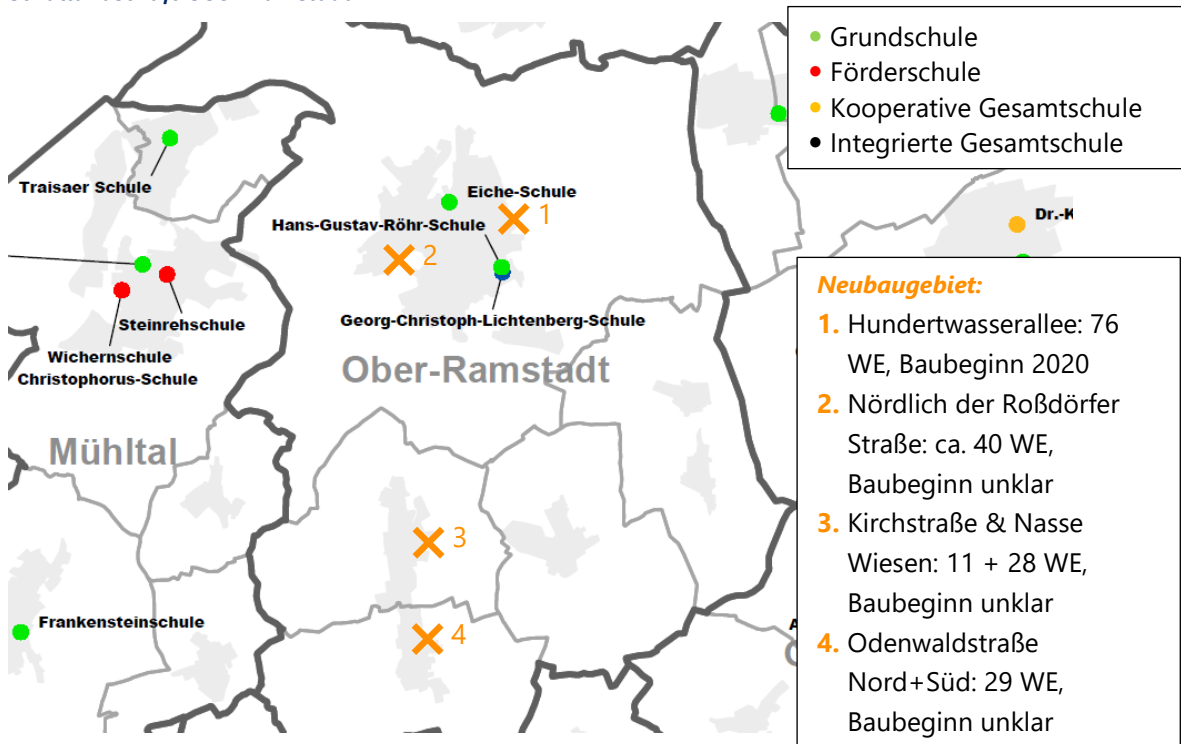 Grundschule
Förderschule
Kooperative Gesamtschule
Integrierte Gesamtschule
Traisaer Schule
Eiche-Schule
1
Hans-Gustav-Röhr-Schule
2
Dr.-K
Steinrehschule
Georg-Christoph-Lichtenberg-Schule
Wichernschule
Christophorus-Schule
Ober-Ramstadt
Mühltal
3
Frankensteinschule
4
Neubaugebiet:
1. Hundertwasserallee: 76
WE, Baubeginn 2020
2. Nördlich der Roßdörfer
Straße: ca. 40 WE,
Baubeginn unklar
3. Kirchstraße & Nasse
Wiesen: 11 + 28 WE,
Baubeginn unklar
4. Odenwaldstraße
Nord+Süd: 29 WE,
Baubeginn unklar